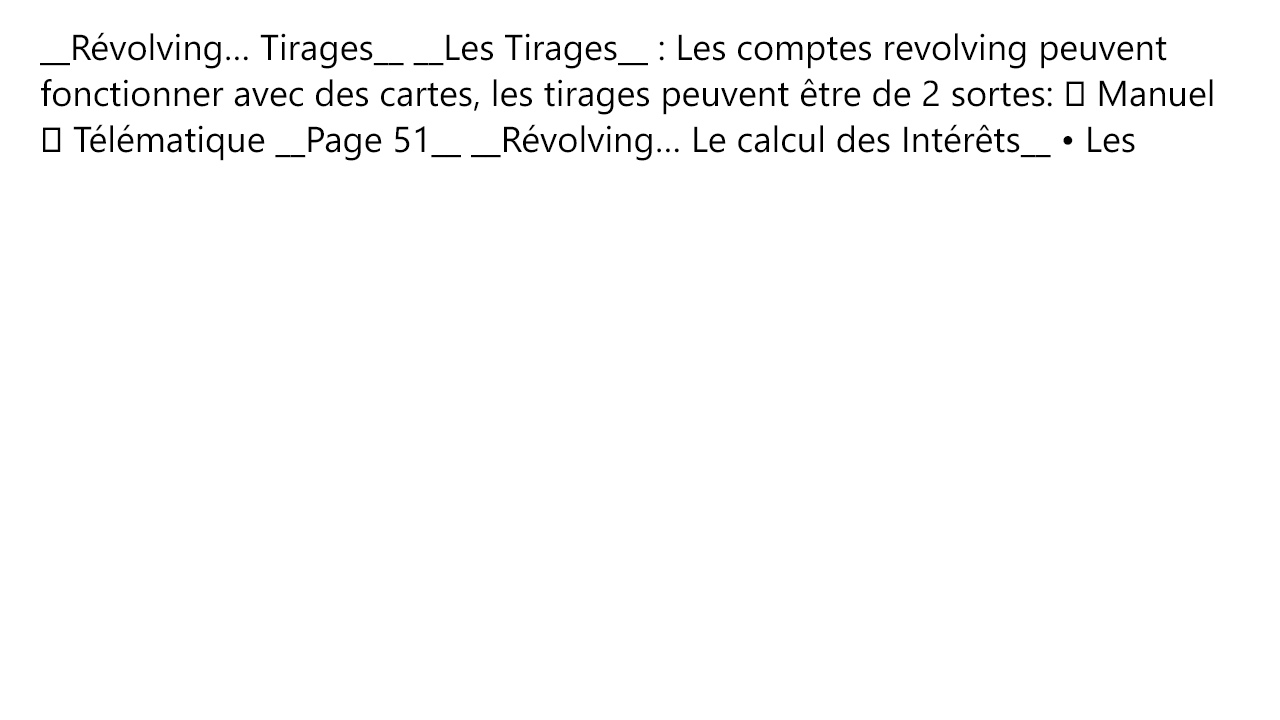 __Révolving... Tirages__ __Les Tirages__ : Les comptes revolving peuvent
fonctionner avec des cartes, les tirages peuvent être de 2 sortes: Manuel
Télématique __Page 51__ __Révolving... Le calcul des Intérêts__ • Les